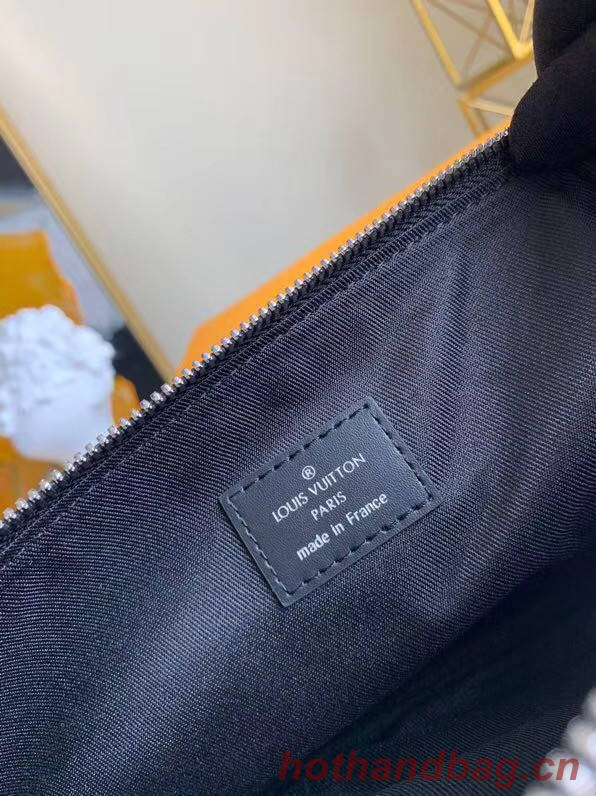 ®
LOUIS VUITTON
PARIS
made in France
hothandbag.cn